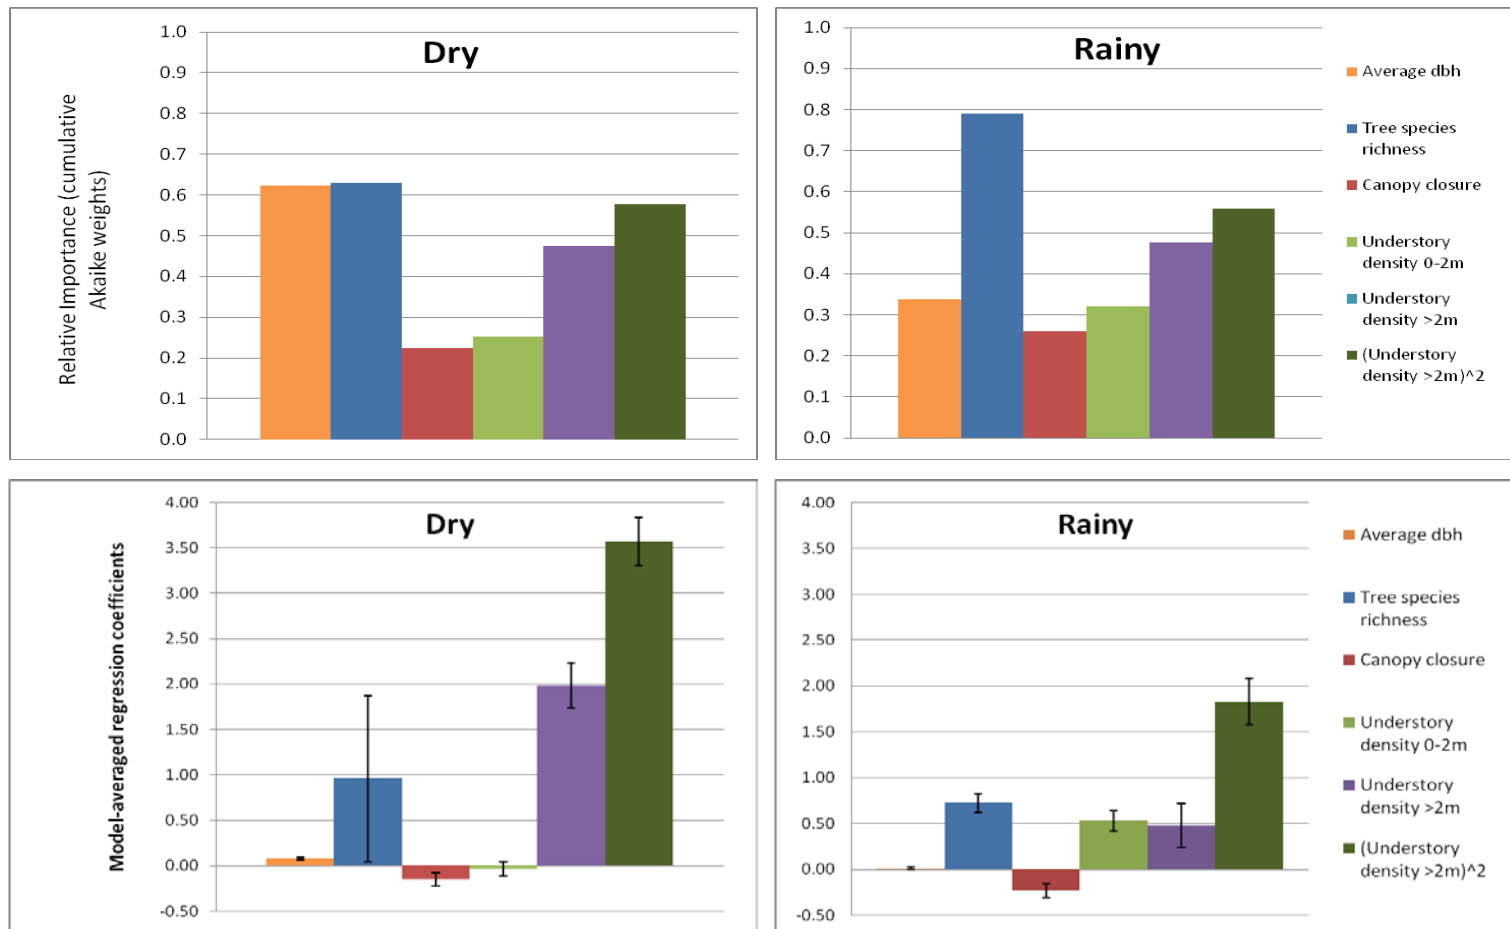 Dry
Relative Importance (cumulative
Akaike weights)
1.0
0.9
0.8
0.7
0.6
0.5
0.4
0.3
0.2
0.1
0.0
Rainy
1.0
0.9
0.8
0.7
0.6
0.5
0.4
0.3
0.2
0.1
0.0
Average dbh
Tree species
richness
Canopy closure
Understory
density 0-2m
Understory
density >2m
(Understory
density >2m)^2
Dry
Model-averaged regression coefficients
4.00
3.50
3.00
2.50
2.00
1.50
1.00
0.50
0.00
-0.50
Rainy
4.00
3.50
3.00
2.50
2.00
1.50
1.00
0.50
0.00
-0.50
Average dbh
Tree species
richness
Canopy closure
Understory
density 0-2m
Understory
density >2m
(Understory
density >2m)^2